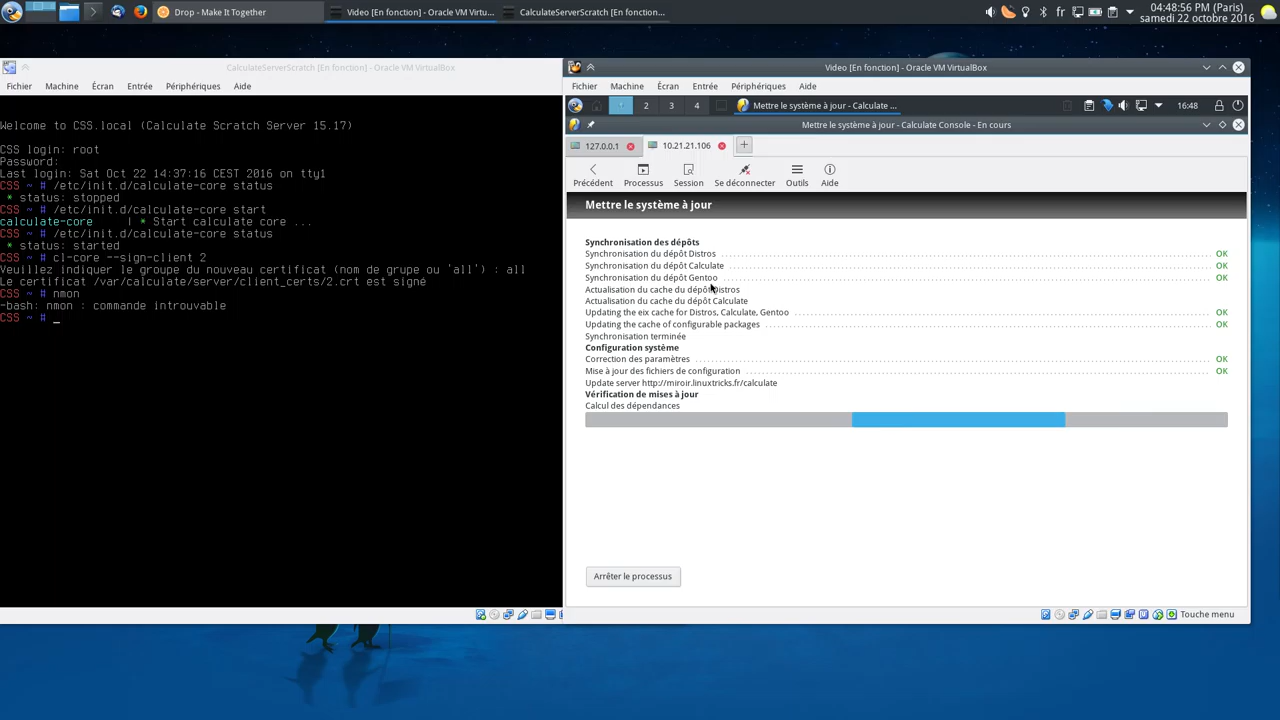 Drop - Make It Together
Video [En fonction] - Oracle VM Virtu...
CalculateServerScratch [En fonction...
fr
04:48:56 PM (Paris)
samedi 22 octobre 2016
CalculateServerScratch [En fonction] - Oracle VM VirtualBox
Fichier Machine Écran Entrée Périphériques Aide
Welcome to CSS.local (Calculate Scratch Server 15.17)
CSS login: root
Password:
Last login: Sat Oct 22 14:37:16 CEST 2016 on tty1
CSS ~ # /etc/init.d/calculate-core status
* status: stopped
CSS ~ # /etc/init.d/calculate-core start
calculate-core | * Start calculate core ...
CSS ~ # /etc/init.d/calculate-core status
* status: started
CSS ~ # cl-core --sign-client 2
Veuillez indiquer le groupe du nouveau certificat (nom de grupe ou 'all') : all
Le certificat /var/calculate/server/client_certs/2.crt est signé
CSS ~ # nmon
-bash: nmon : commande introuvable
CSS ~ # _
Video [En fonction] - Oracle VM VirtualBox
Fichier Machine Écran Entrée Périphériques Aide
2 3 4
Mettre le système à jour - Calculate ...
16:48
Mettre le système à jour - Calculate Console - En cours
127.0.0.1
10.21.21.106
Précédent Processus Session Se déconnecter Outils Aide
Mettre le système à jour
Synchronisation des dépôts
Synchronisation du dépôt Distros OK
Synchronisation du dépôt Calculate OK
Synchronisation du dépôt Gentoo OK
Actualisation du cache du dépôt Distros
Actualisation du cache du dépôt Calculate
Updating the eix cache for Distros, Calculate, Gentoo OK
Updating the cache of configurable packages OK
Synchronisation terminée
Configuration système
Correction des paramètres OK
Mise à jour des fichiers de configuration OK
Update server http://miroir.linuxtricks.fr/calculate
Vérification de mises à jour
Calcul des dépendances
Arrêter le processus
Touche menu